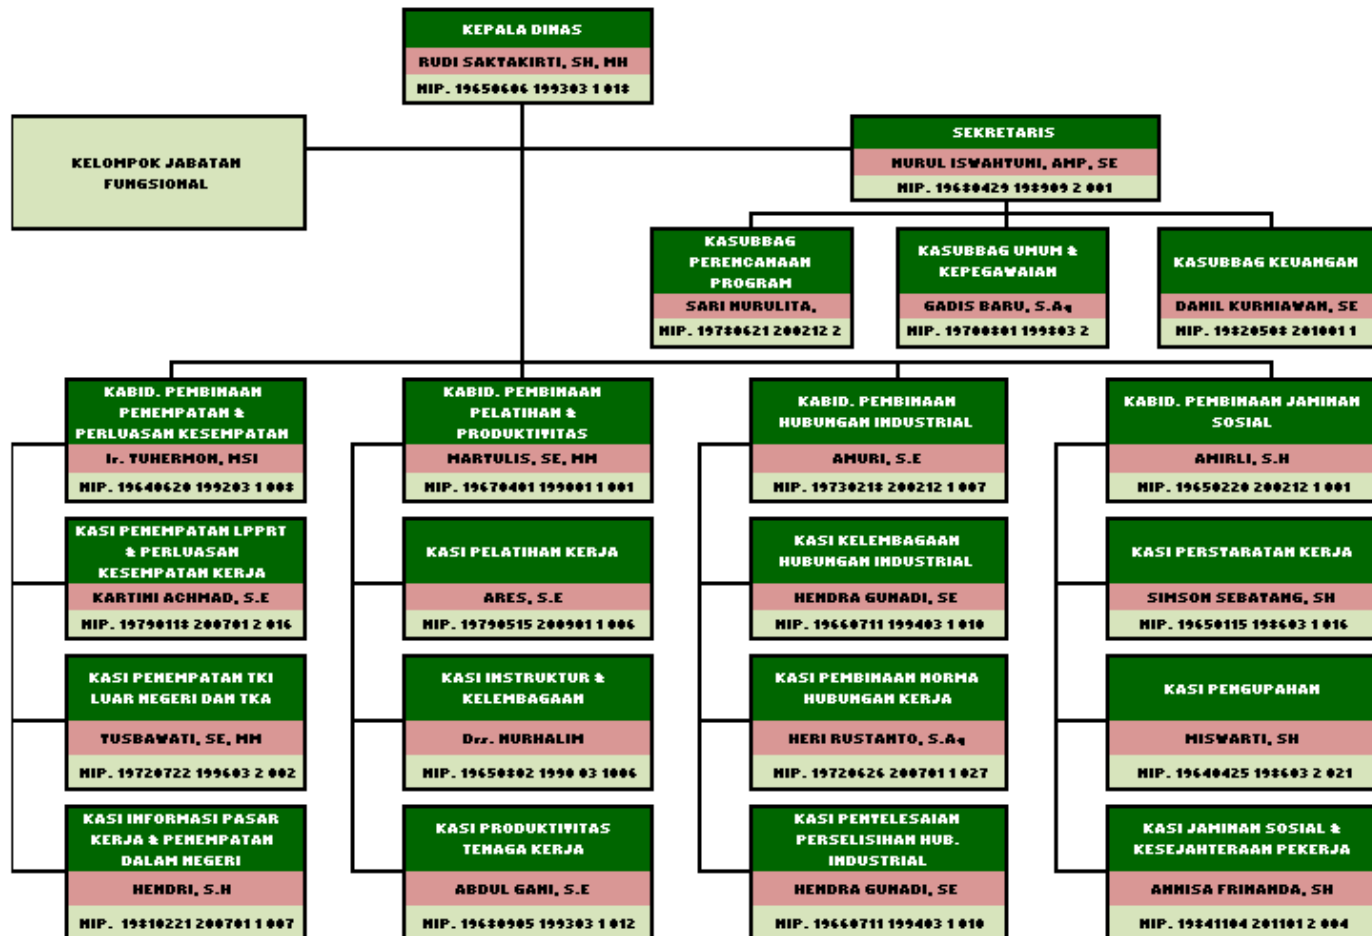 KEPALA DINAS
RUDI SAKTAKIRTI, SH, MH
NIP. 19650606 199303 1 018
KELOMPOK JABATAN
FUNGSIONAL
SEKRETARIS
NURUL ISWAHYUNI, AMP, SE
NIP. 19680429 198909 2 001
KASUBBAG
PERENCANAAN
PROGRAM
SARI NURULITA,
NIP. 19780621 200212 2
KASUBBAG UMUM &
KEPEGAWAIAN
GADIS BARU, S.Aq
NIP. 19700801 199803 2
KASUBBAG KEUANGAN
DANIL KURNIAWAN, SE
NIP. 19820508 201001 1
KABID. PEMBINAAN
PENEMPATAN &
PERLUASAN KESEMPATAN
Ir. TUHERMON, MSI
NIP. 19640620 199203 1 008
KABID. PEMBINAAN
PELATIHAN &
PRODUKTIVITAS
MARTULIS, SE, MM
NIP. 19670401 199001 1 001
KABID. PEMBINAAN
HUBUNGAN INDUSTRIAL
AMURI, S.E
NIP. 19730218 200212 1 007
KABID. PEMBINAAN JAMINAN
SOSIAL
AMIRLI, S.H
NIP. 19650220 200212 1 001
KASI PENEMPATAN LPPRT
& PERLUASAN
KESEMPATAN KERJA
KARTINI ACHMAD, S.E
NIP. 19790118 200701 2 016
KASI PELATIHAN KERJA
ARES, S.E
NIP. 19790515 200901 1 006
KASI KELEMBAGAAN
HUBUNGAN INDUSTRIAL
HENDRA GUNADI, SE
NIP. 19660711 199403 1 010
KASI PERSYARATAN KERJA
SIMSON SEBATANG, SH
NIP. 19650115 198603 1 016
KASI PENEMPATAN TKI
LUAR NEGERI DAN TKA
YUSBAWATI, SE, MM
NIP. 19720722 199603 2 002
KASI INSTRUKTUR &
KELEMBAGAAN
Drs. NURHALIM
NIP. 19650802 1990 03 1006
KASI PEMBINAAN NORMA
HUBUNGAN KERJA
HERI RUSTANTO, S.Aq
NIP. 19720626 200701 1 027
KASI PENGUPAHAN
MISWARTI, SH
NIP. 19640425 198603 2 021
KASI INFORMASI PASAR
KERJA & PENEMPATAN
DALAM NEGERI
HENDRI, S.H
NIP. 19810221 200701 1 007
KASI PRODUKTIVITAS
TENAGA KERJA
ABDUL GANI, S.E
NIP. 19680905 199303 1 012
KASI PENYELESAIAN
PERSELISIHAN HUB.
INDUSTRIAL
HENDRA GUNADI, SE
NIP. 19660711 199403 1 010
KASI JAMINAN SOSIAL &
KESEJAHTERAAN PEKERJA
ANNISA FRINANDA, SH
NIP. 19841104 201101 2 004